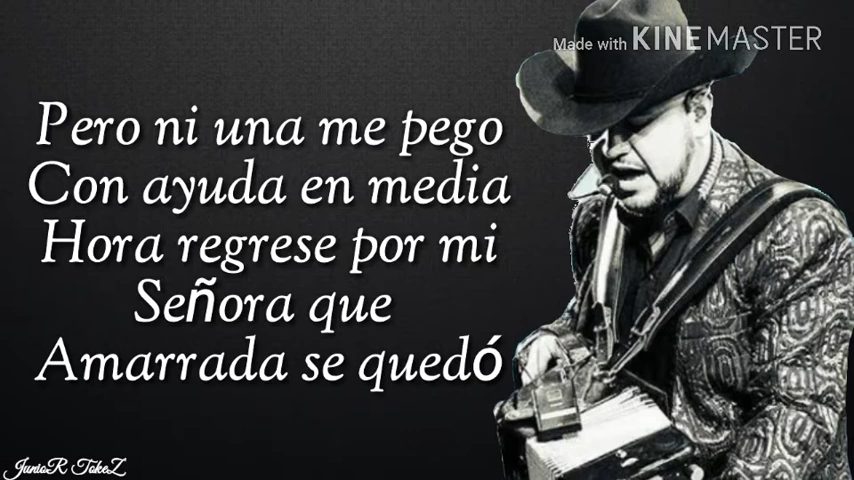 Made with KINEMASTER
Pero ni una me pego
Con ayuda en media
Hora regrese por mi
Señora que
Amarrada se quedó
JunioR TokeZ